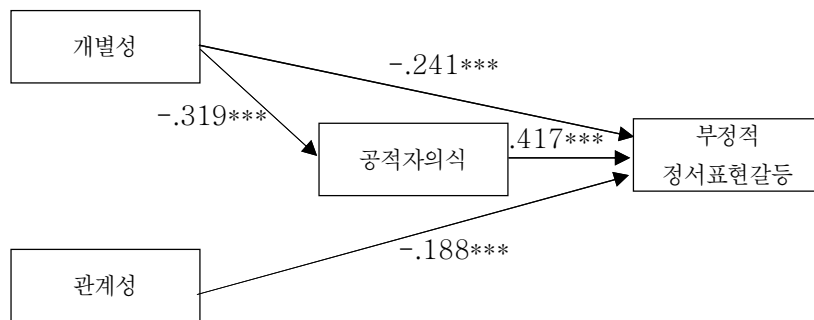 개별성
-.241***
-.319***
공적자의식
.417***
부정적
정서표현갈등
-.188***
관계성